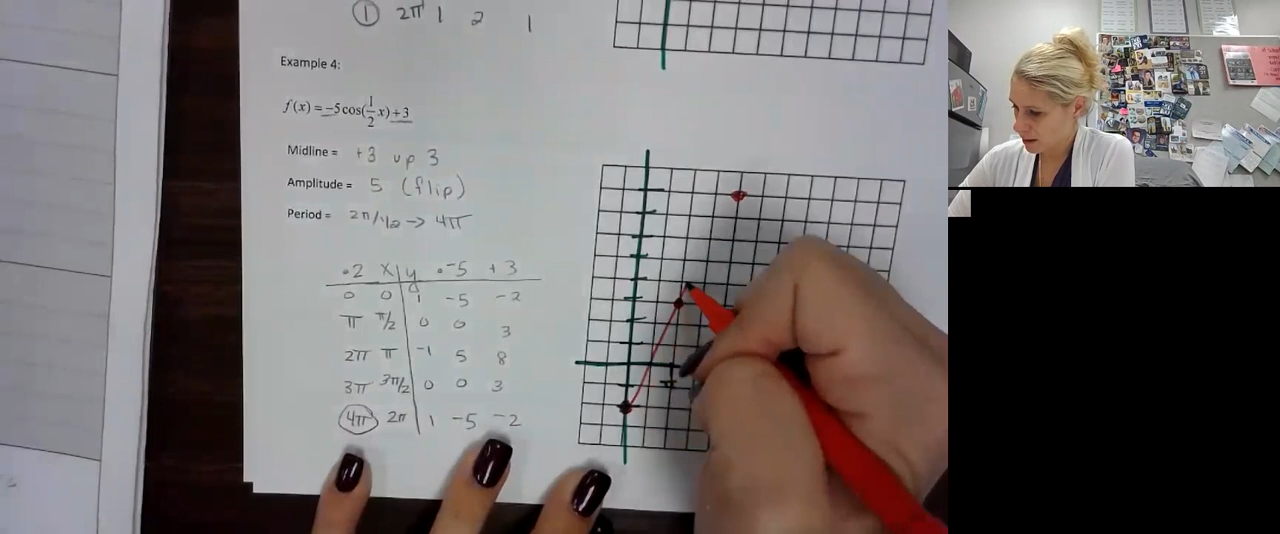 ① 2π 1 2 1
Example 4:
f(x) = -5cos(1/2 x)+3
Midline = +3 up 3
Amplitude = 5 (flip)
Period = 2π/1/2 → 4π
·2 x y ·-5 +3
0 0 1 -5 -2
π π/2 0 0 3
2π π -1 5 8
3π 3π/2 0 0 3
4π 2π 1 -5 -2
π